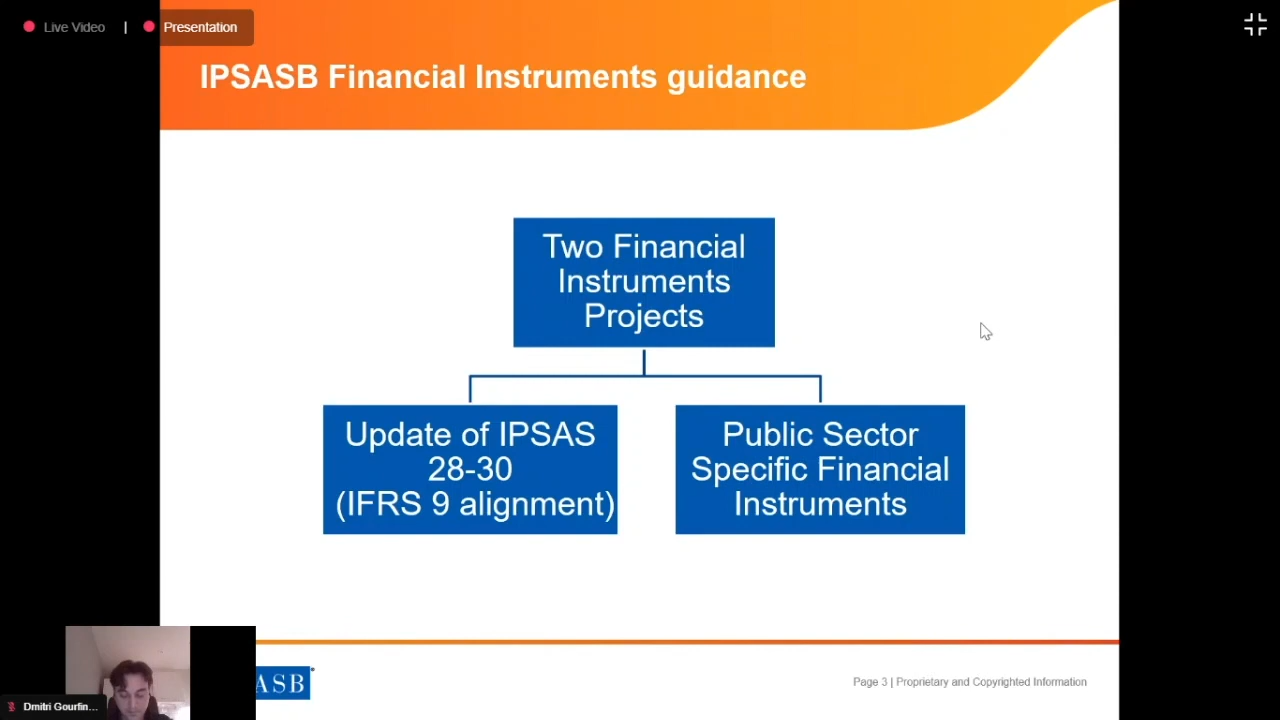 Live Video | Presentation
IPSASB Financial Instruments guidance
Two Financial
Instruments
Projects
Update of IPSAS
28-30
(IFRS 9 alignment)
Public Sector
Specific Financial
Instruments
ASB
Page 3 | Proprietary and Copyrighted Information
Dmitri Gourfin...